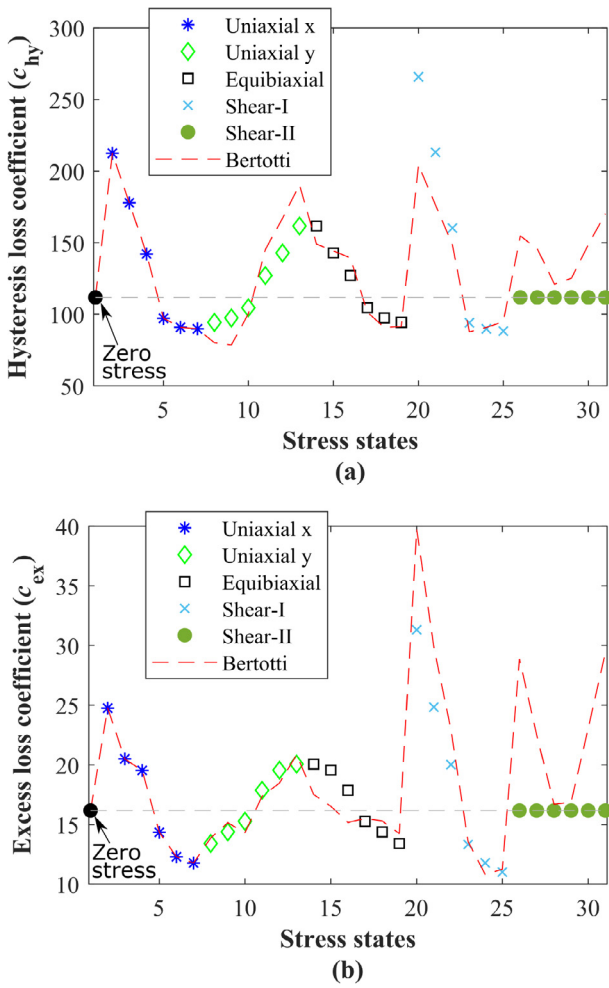 300
250
200
150
100
50
Hysteresis loss coefficient (c_hy)
Uniaxial x
Uniaxial y
Equibiaxial
Shear-I
Shear-II
Bertotti
Zero
stress
5
10
15
20
25
30
Stress states
(a)
40
35
30
25
20
15
10
Excess loss coefficient (c_ex)
Uniaxial x
Uniaxial y
Equibiaxial
Shear-I
Shear-II
Bertotti
Zero
stress
5
10
15
20
25
30
Stress states
(b)